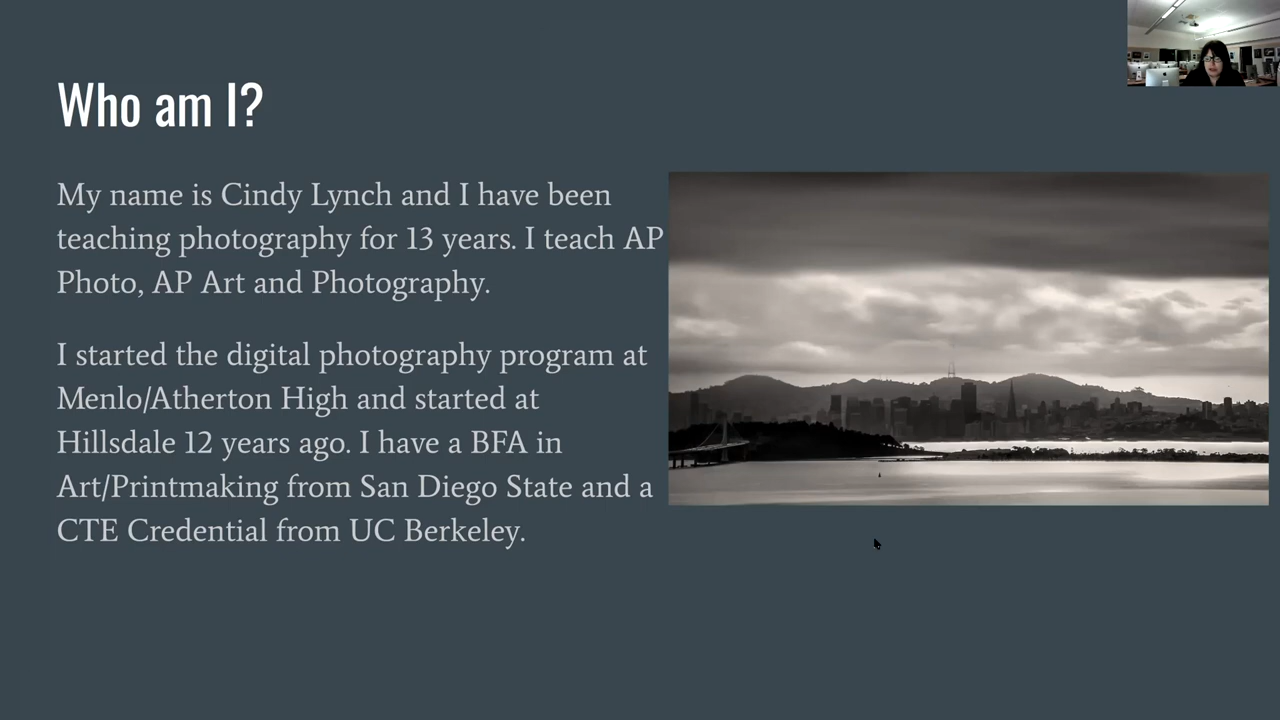 Who am I?
My name is Cindy Lynch and I have been
teaching photography for 13 years. I teach AP
Photo, AP Art and Photography.
I started the digital photography program at
Menlo/Atherton High and started at
Hillsdale 12 years ago. I have a BFA in
Art/Printmaking from San Diego State and a
CTE Credential from UC Berkeley.